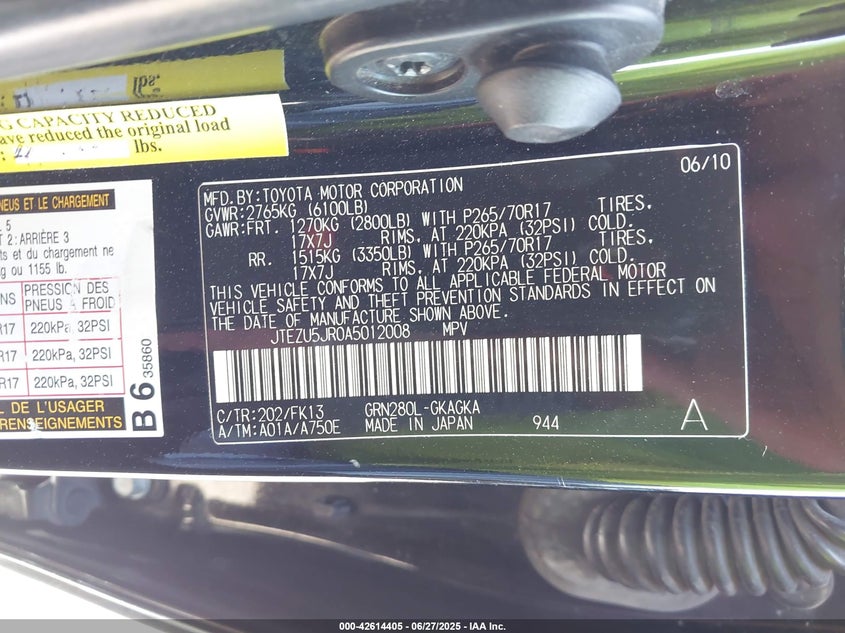 lbs.
G CAPACITY REDUCED
ave reduced the original load
lbs.
NEUS ET LE CHARGEMENT
L 5
T 2: ARRIÈRE 3
ts et du chargement ne
kg ou 1155 lb.
NS PRESSION DES PNEUS À FROID
R17 220kPa, 32PSI
220kPa, 32PSI
R17 220kPa, 32PSI
L DE L'USAGER
RENSEIGNEMENTS
B6
35860
06/10
MFD.BY:TOYOTA MOTOR CORPORATION
GVWR:2765KG (6100LB)
GAWR:FRT. 1270KG (2800LB) WITH P265/70R17 TIRES,
17X7J RIMS, AT 220KPA (32PSI) COLD.
RR. 1515KG (3350LB) WITH P265/70R17 TIRES,
17X7J RIMS, AT 220KPA (32PSI) COLD.
THIS VEHICLE CONFORMS TO ALL APPLICABLE FEDERAL MOTOR
VEHICLE SAFETY AND THEFT PREVENTION STANDARDS IN EFFECT ON
THE DATE OF MANUFACTURE SHOWN ABOVE.
JTEZU5JR0A5012008 MPV
C/TR:202/FK13 GRN280L-GKAGKA
A/TM:A01A/A750E MADE IN JAPAN 944 A
000-42614405 - 06/27/2025 - IAA Inc.